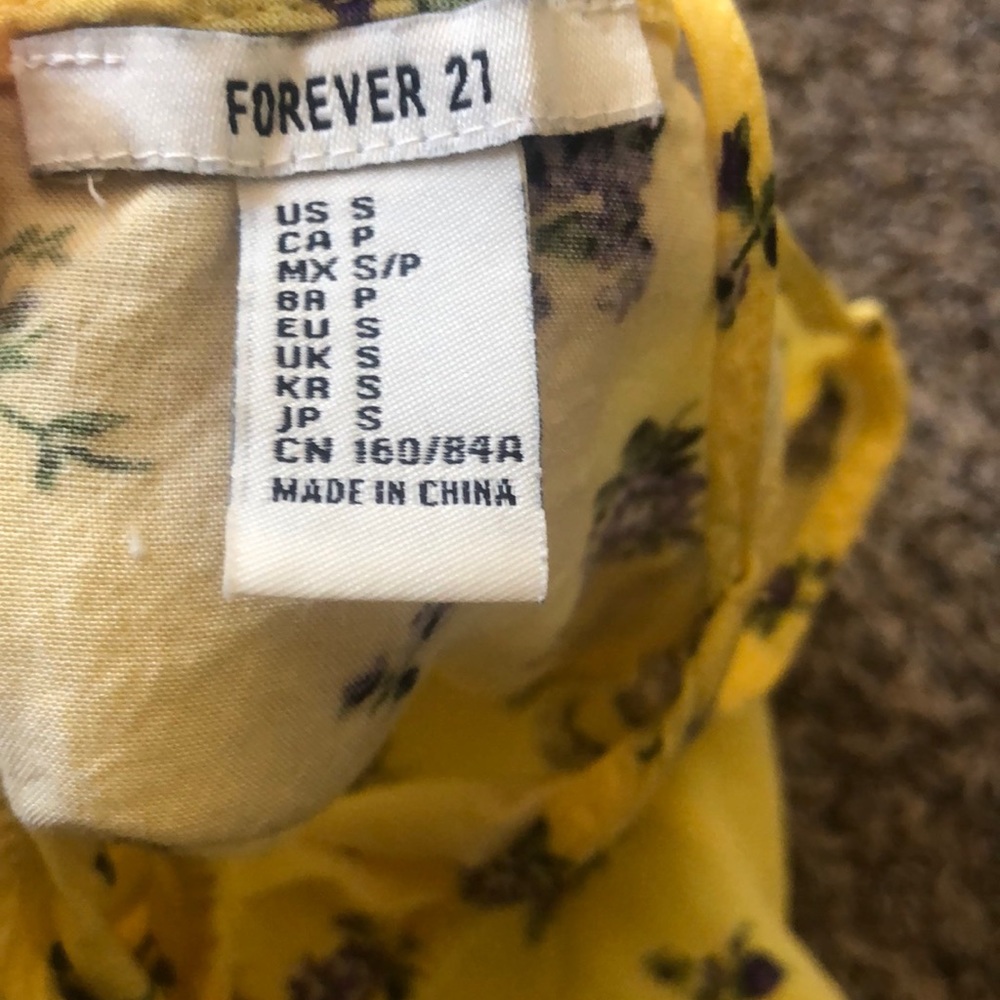 FOREVER 21
US S
CA P
MX S/P
BR P
EU S
UK S
KR S
JP S
CN 160/84A
MADE IN CHINA